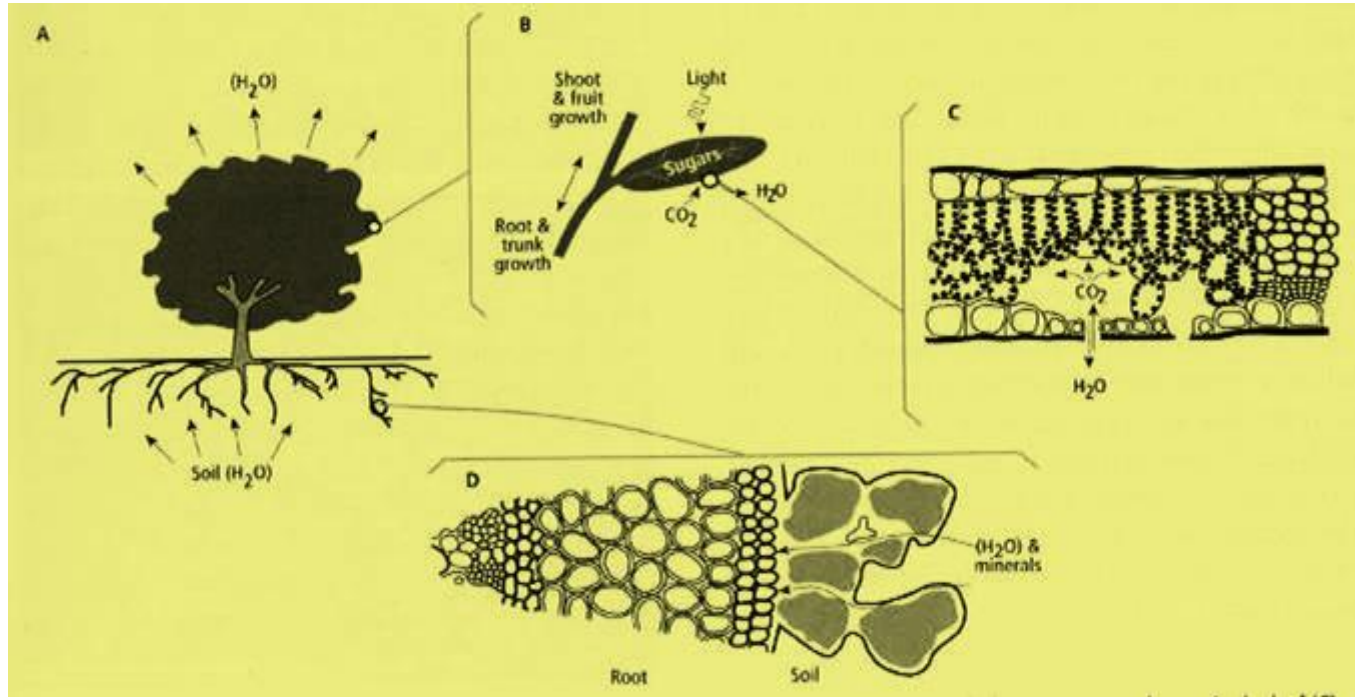 A
(H₂O)
Soil (H₂O)
B
Shoot
& fruit
growth
Light
Sugars
H₂O
CO₂
Root &
trunk
growth
C
CO₂
H₂O
D
(H₂O) &
minerals
Root
Soil